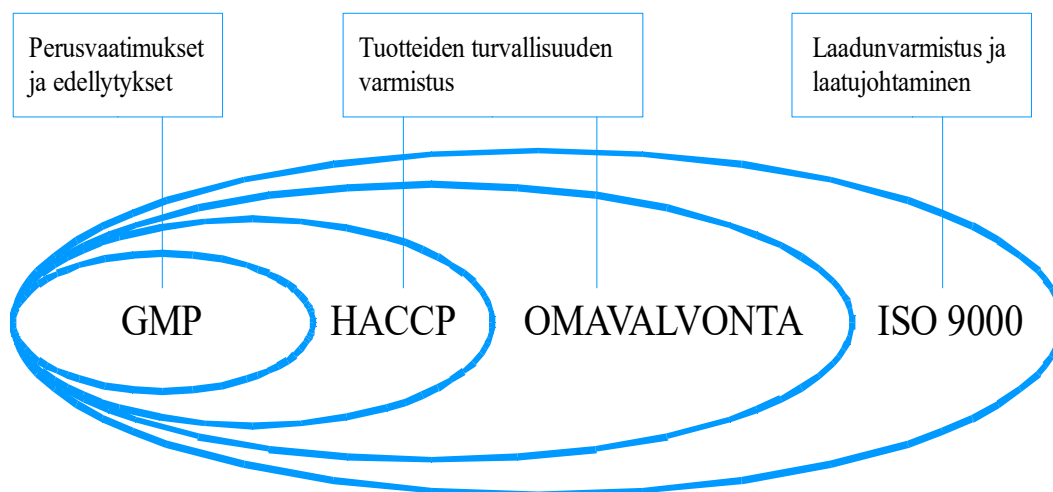 Perusvaatimukset
ja edellytykset
Tuotteiden turvallisuuden
varmistus
Laadunvarmistus ja
laatujohtaminen
GMP
HACCP
OMAVALVONTA
ISO 9000